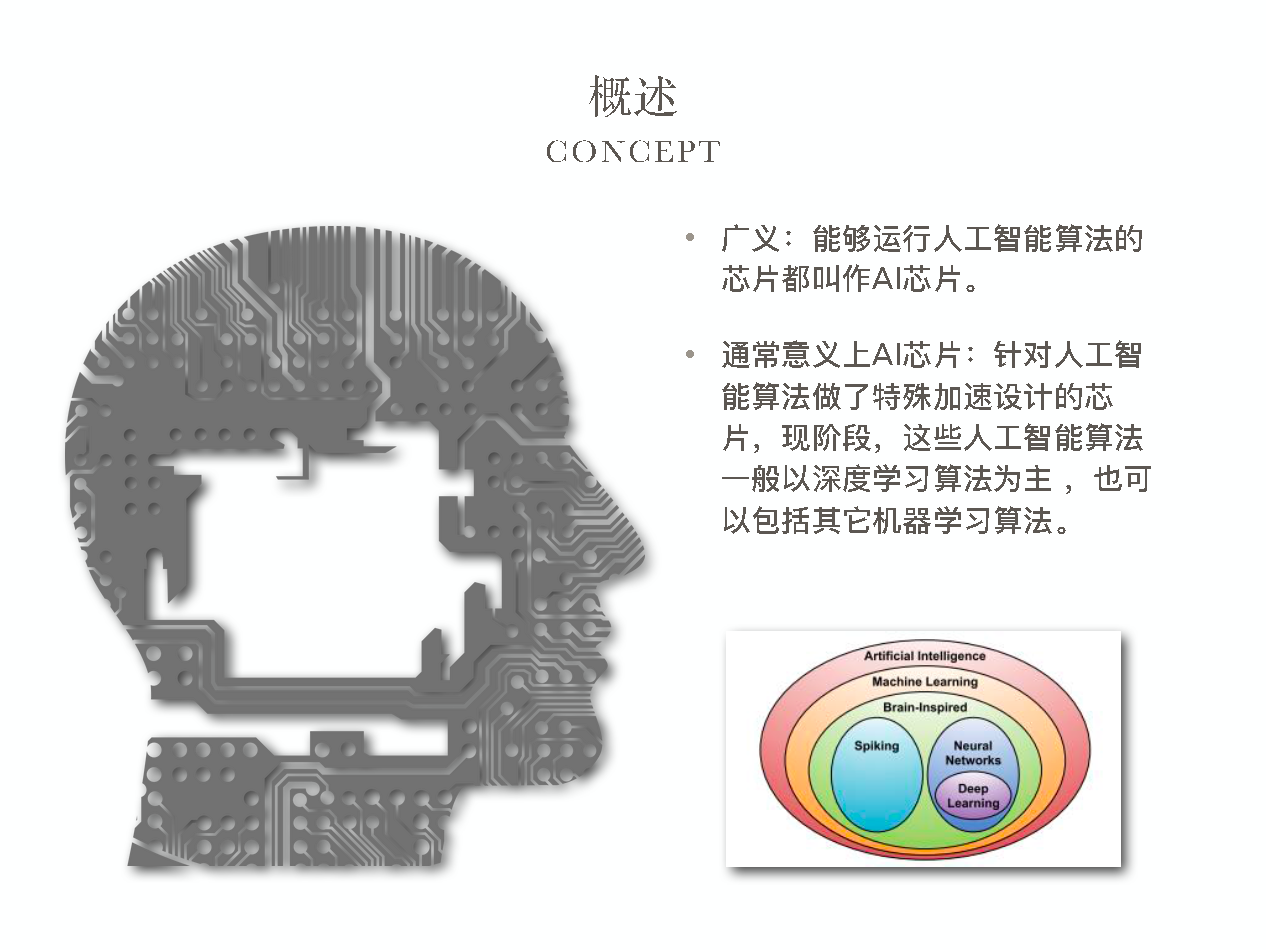 概述
CONCEPT
• 广义：能够运行人工智能算法的
芯片都叫作AI芯片。
• 通常意义上AI芯片：针对人工智
能算法做了特殊加速设计的芯
片，现阶段，这些人工智能算法
一般以深度学习算法为主 ，也可
以包括其它机器学习算法。
Artificial Intelligence
Machine Learning
Brain-Inspired
Spiking
Neural
Networks
Deep
Learning